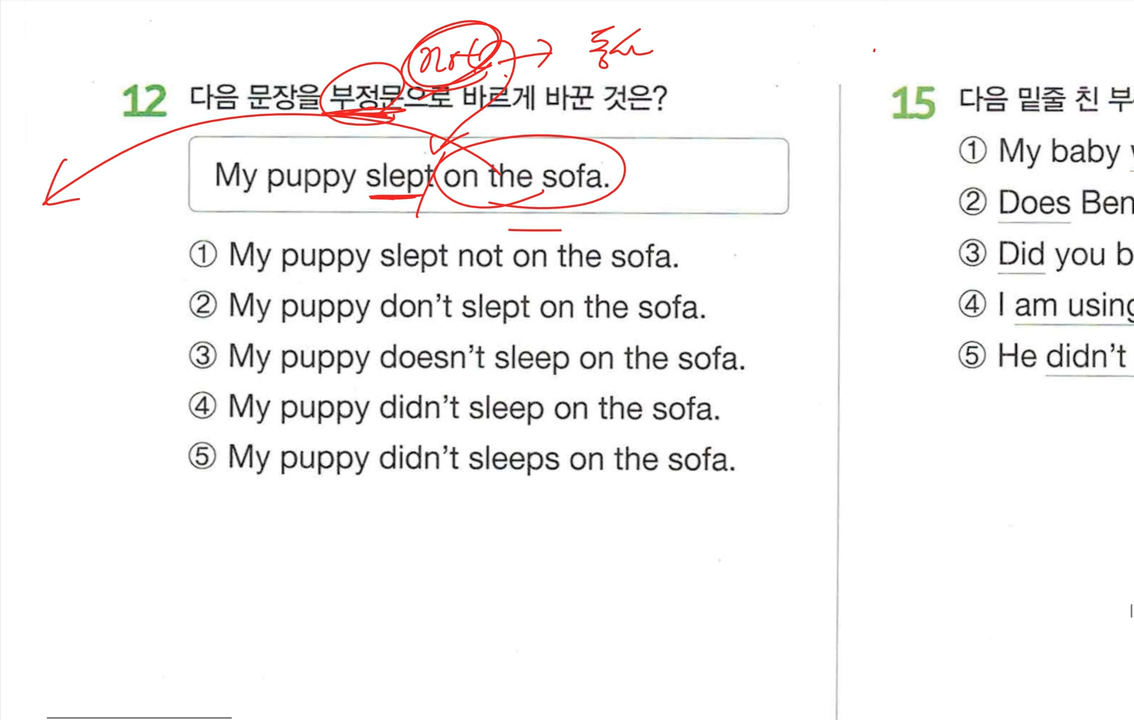 not → 동사
12 다음 문장을 부정문으로 바르게 바꾼 것은?
My puppy slept on the sofa.
① My puppy slept not on the sofa.
② My puppy don't slept on the sofa.
③ My puppy doesn't sleep on the sofa.
④ My puppy didn't sleep on the sofa.
⑤ My puppy didn't sleeps on the sofa.
15 다음 밑줄 친 부
① My baby
② Does Ben
③ Did you b
④ I am using
⑤ He didn't